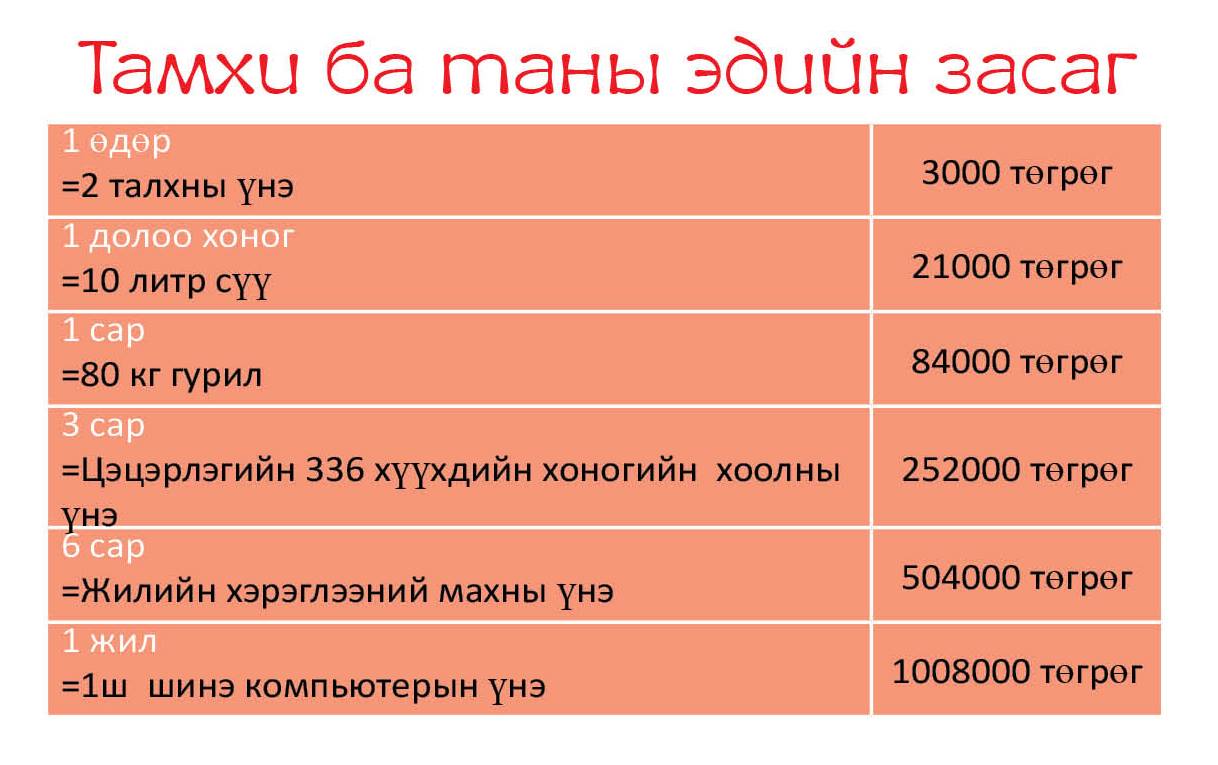 Тамхи ба таны эдийн засаг
1 өдөр
=2 талхны үнэ
3000 төгрөг
1 долоо хоног
=10 литр сүү
21000 төгрөг
1 сар
=80 кг гурил
84000 төгрөг
3 сар
=Цэцэрлэгийн 336 хүүхдийн хоногийн  хоолны
үнэ
252000 төгрөг
6 сар
=Жилийн хэрэглээний махны үнэ
504000 төгрөг
1 жил
=1ш  шинэ компьютерын үнэ
1008000 төгрөг